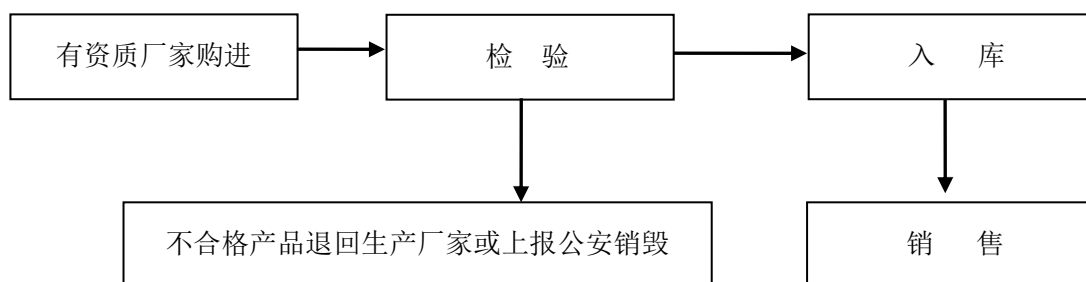 有资质厂家购进
检 验
入 库
不合格产品退回生产厂家或上报公安销毁
销 售